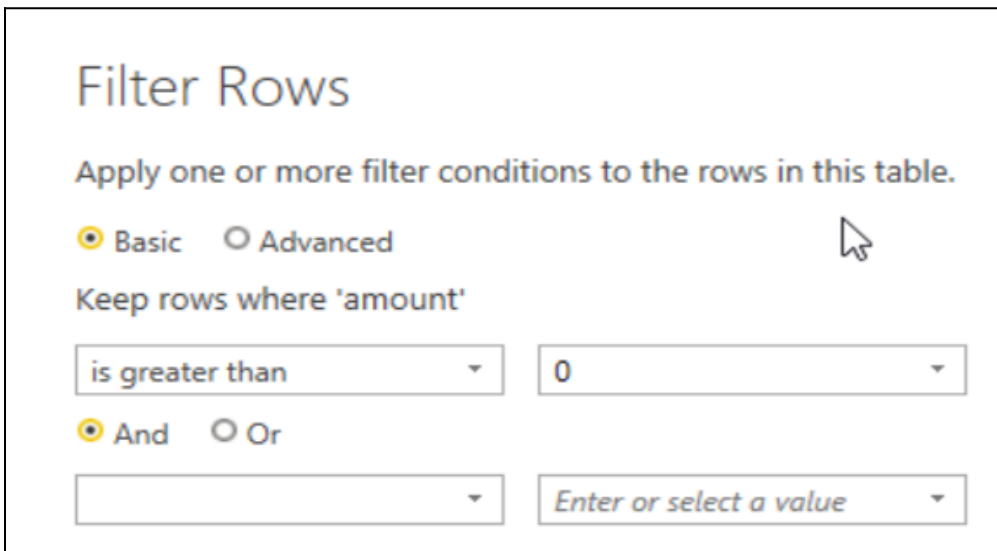 Filter Rows
Apply one or more filter conditions to the rows in this table.
Basic Advanced
Keep rows where 'amount'
is greater than 0
And Or
Enter or select a value